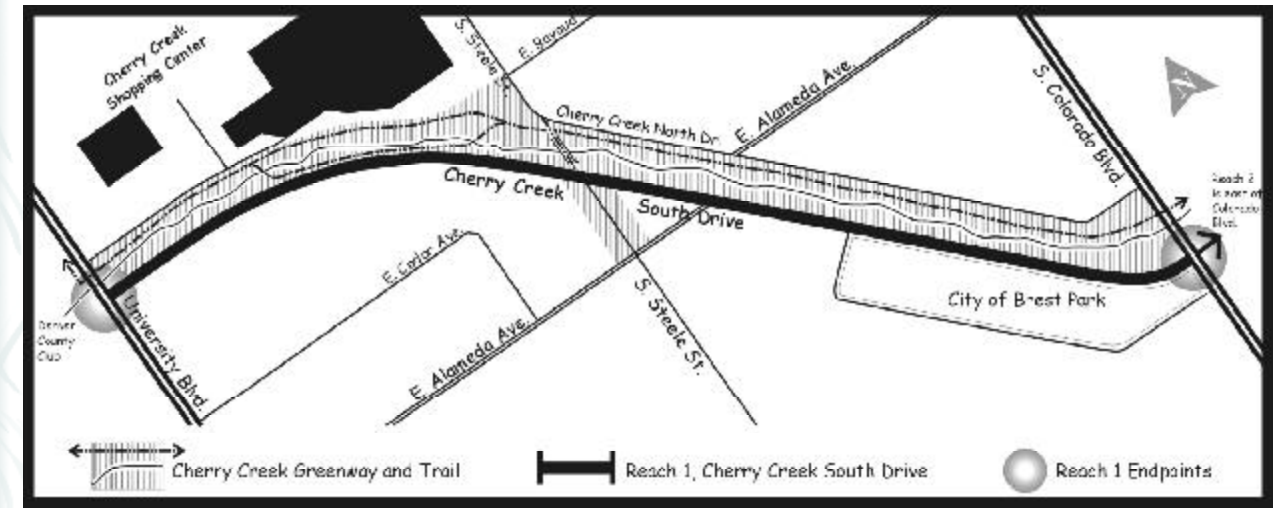 Cherry Creek
Shopping Center
S. Steele St.
E. Bayaud
Cherry Creek North Dr.
E. Alameda Ave.
S. Colorado Blvd.
Reach 2
is east of
Colorado
Blvd.
Cherry Creek
South Drive
E. Cedar Ave.
City of Brest Park
S. Steele St.
E. Alameda Ave.
University Blvd.
Denver
County
Club
Cherry Creek Greenway and Trail
Reach 1, Cherry Creek South Drive
Reach 1 Endpoints